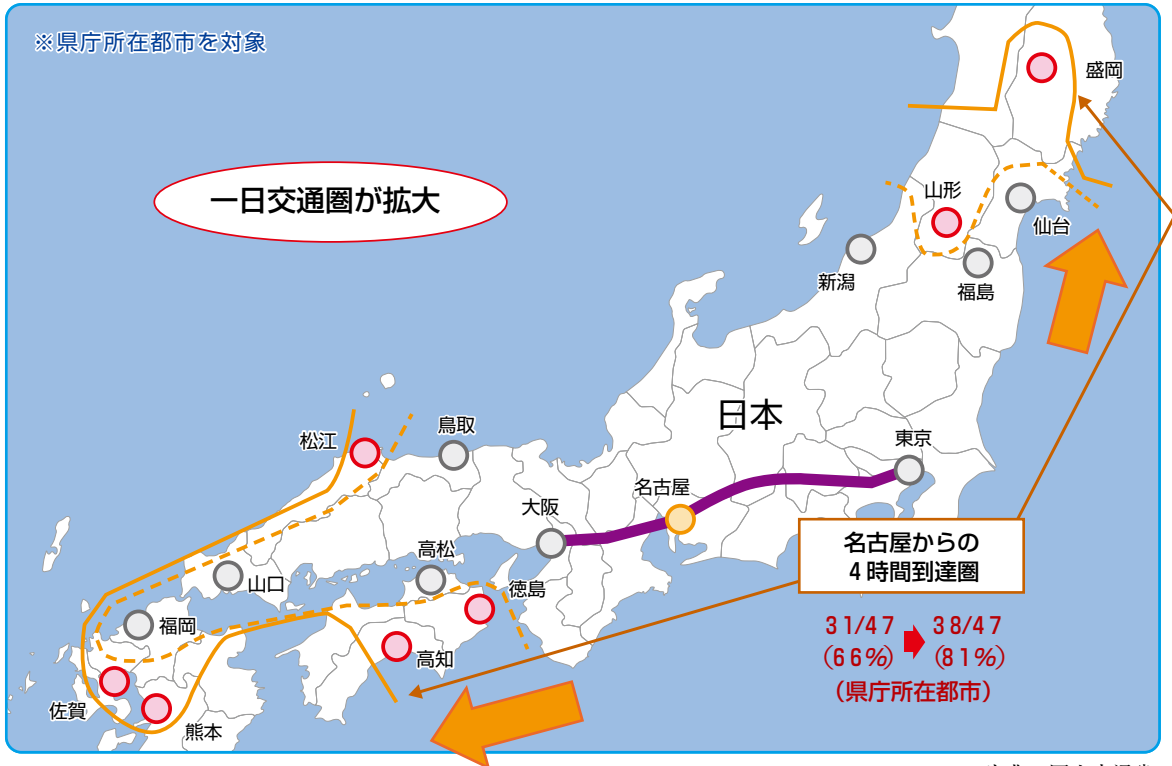 ※県庁所在都市を対象
一日交通圏が拡大
盛岡
山形
仙台
新潟
福島
日本
鳥取
松江
東京
名古屋
大阪
高松
山口
徳島
福岡
高知
佐賀
熊本
名古屋からの
4時間到達圏
31/47 38/47
(66%) (81%)
(県庁所在都市)